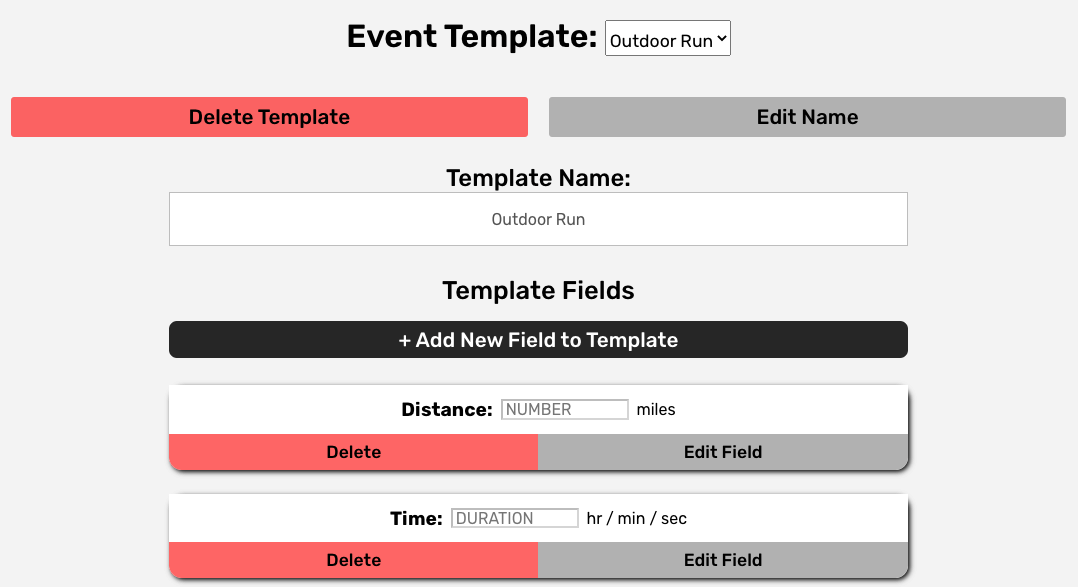 Event Template: Outdoor Run
Delete Template Edit Name
Template Name:
Outdoor Run
Template Fields
+ Add New Field to Template
Distance: NUMBER miles
Delete Edit Field
Time: DURATION hr / min / sec
Delete Edit Field